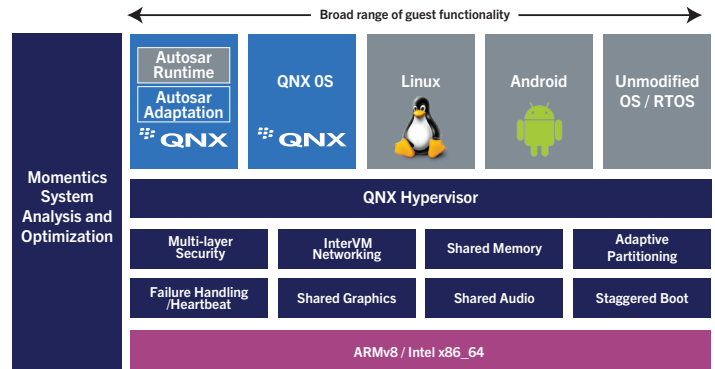 Broad range of guest functionality
Momentics
System
Analysis and
Optimization
Autosar
Runtime
Autosar
Adaptation
QNX
QNX OS
QNX
Linux
Android
Unmodified
OS / RTOS
QNX Hypervisor
Multi-layer
Security
InterVM
Networking
Shared Memory
Adaptive
Partitioning
Failure Handling
/Heartbeat
Shared Graphics
Shared Audio
Staggered Boot
ARMv8 / Intel x86_64